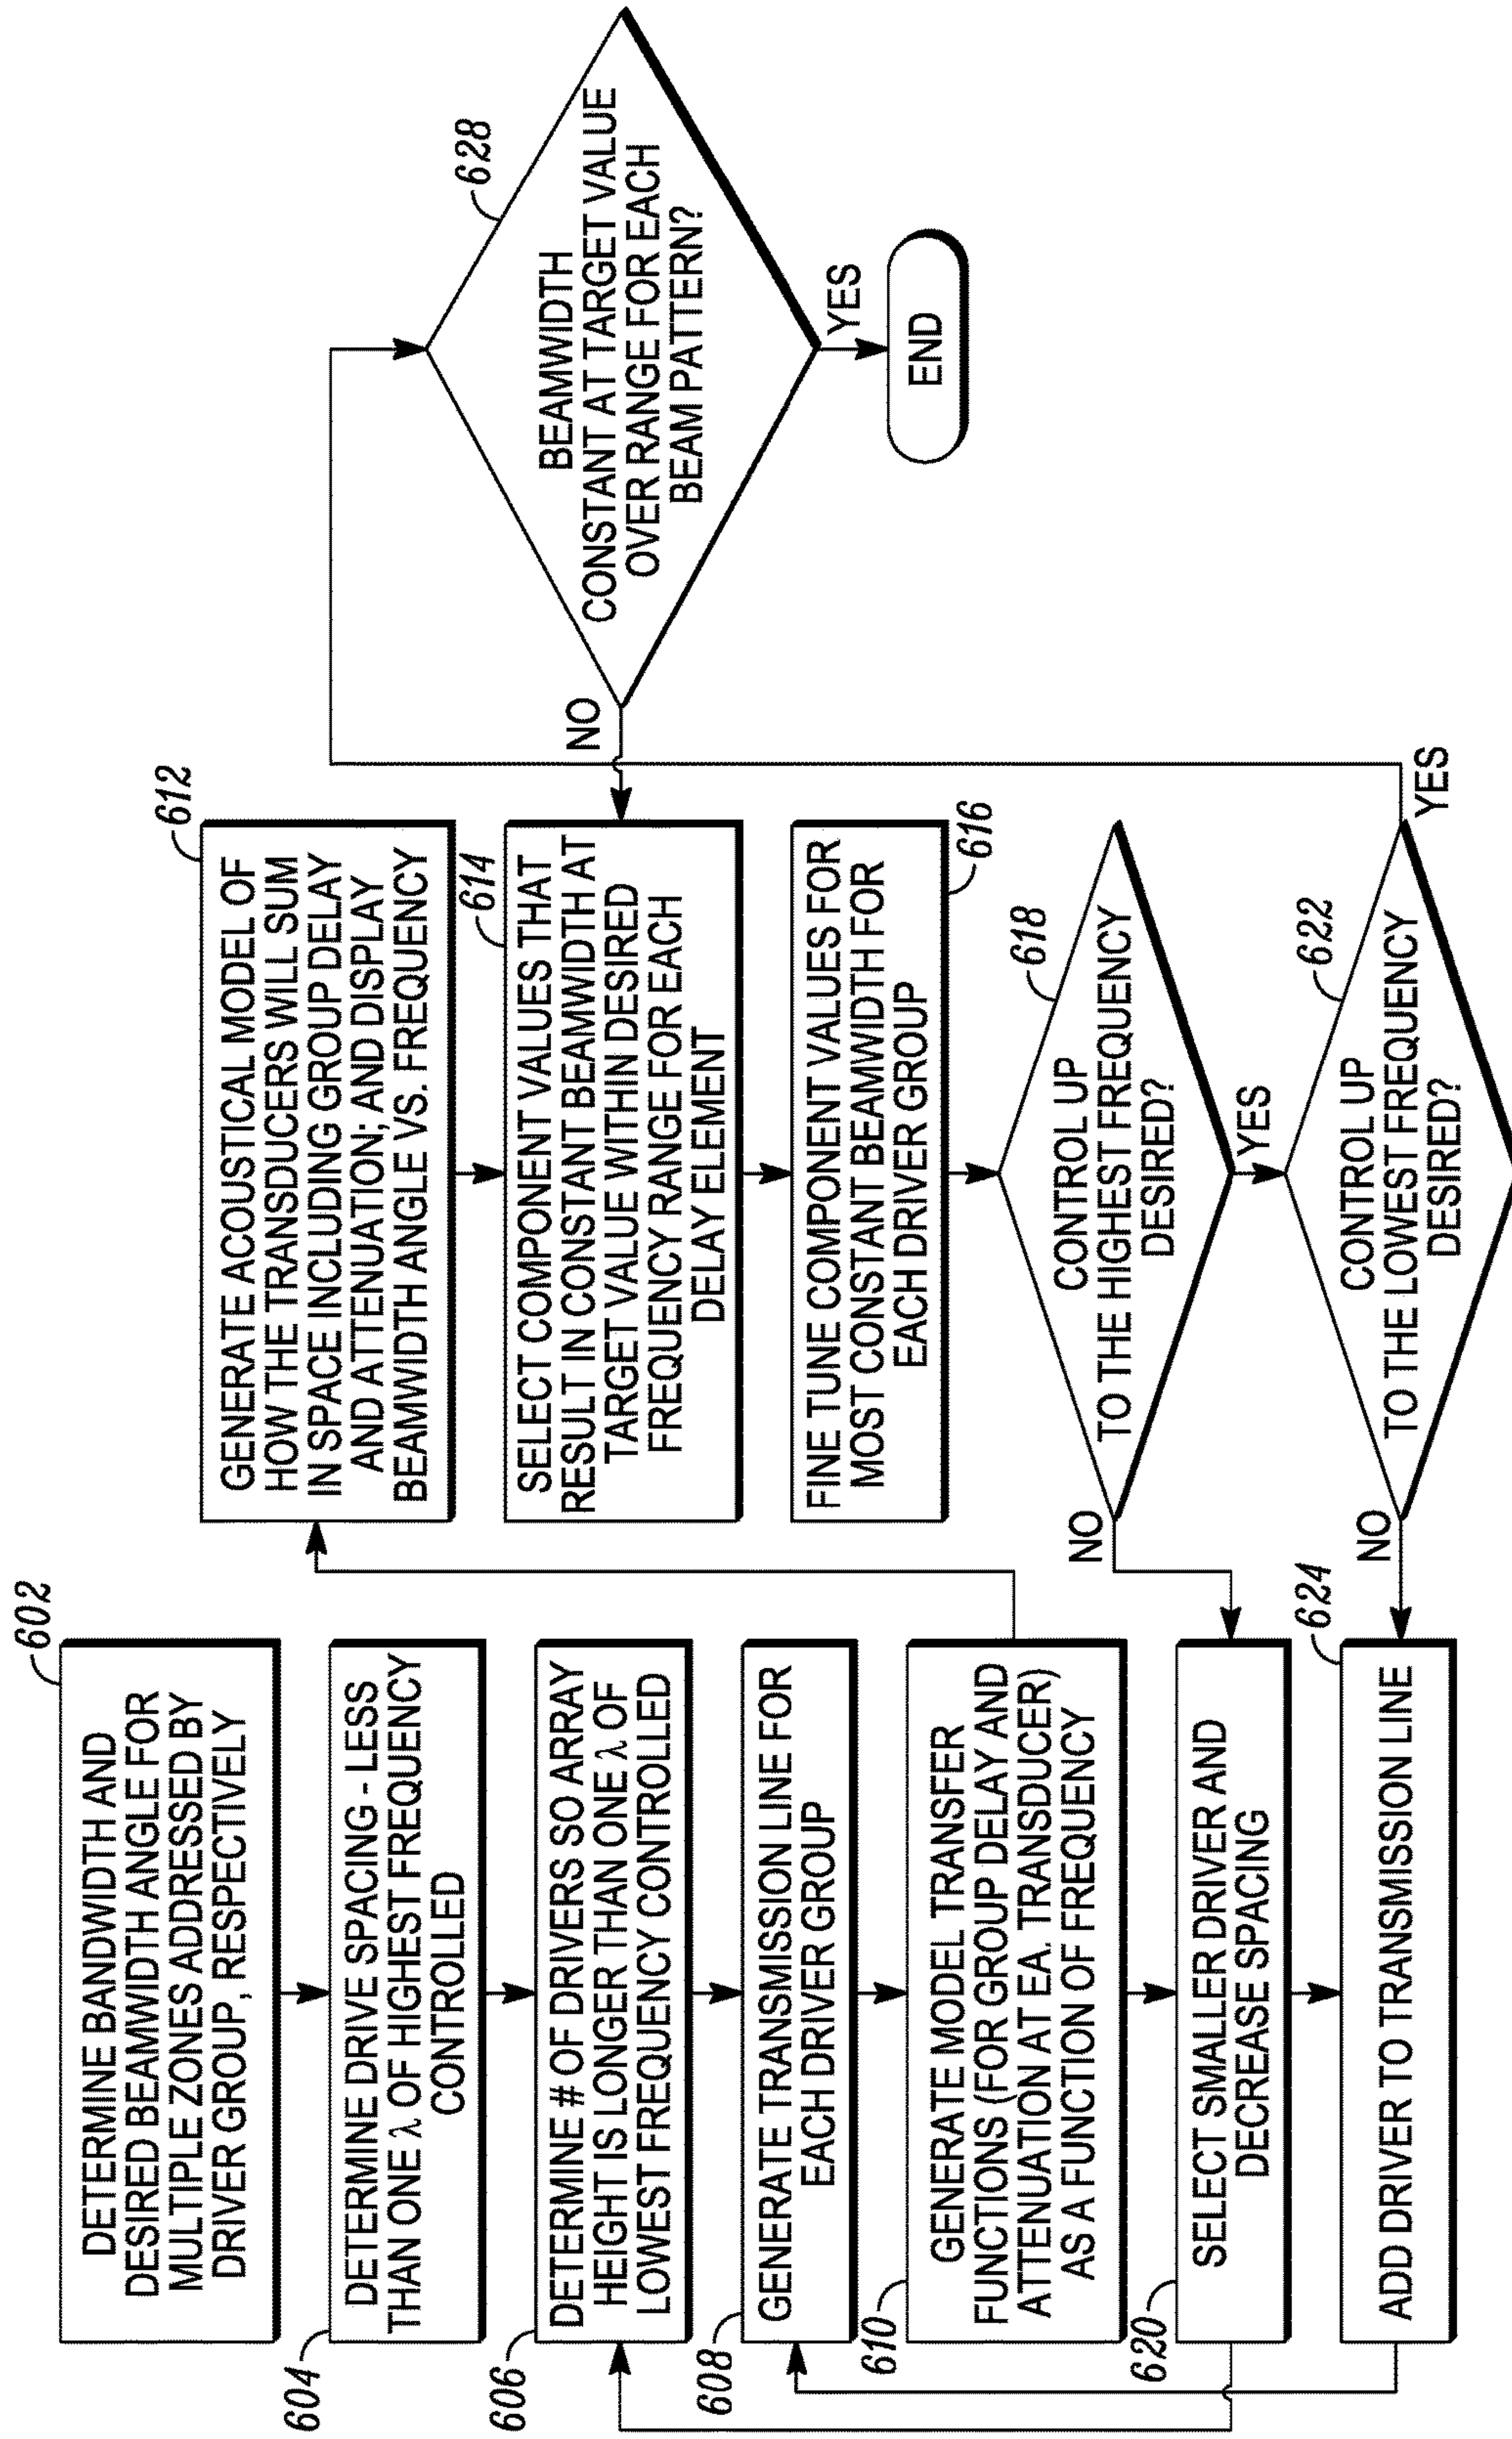 602
DETERMINE BANDWIDTH AND
DESIRED BEAMWIDTH ANGLE FOR
MULTIPLE ZONES ADDRESSED BY
DRIVER GROUP, RESPECTIVELY
604
DETERMINE DRIVE SPACING - LESS
THAN ONE λ OF HIGHEST FREQUENCY
CONTROLLED
606
DETERMINE # OF DRIVERS SO ARRAY
HEIGHT IS LONGER THAN ONE λ OF
LOWEST FREQUENCY CONTROLLED
608
GENERATE TRANSMISSION LINE FOR
EACH DRIVER GROUP
610
GENERATE MODEL TRANSFER
FUNCTIONS (FOR GROUP DELAY AND
ATTENUATION AT EA. TRANSDUCER)
AS A FUNCTION OF FREQUENCY
620
SELECT SMALLER DRIVER AND
DECREASE SPACING
624
ADD DRIVER TO TRANSMISSION LINE
612
GENERATE ACOUSTICAL MODEL OF
HOW THE TRANSDUCERS WILL SUM
IN SPACE INCLUDING GROUP DELAY
AND ATTENUATION; AND DISPLAY
BEAMWIDTH ANGLE VS. FREQUENCY
614
SELECT COMPONENT VALUES THAT
RESULT IN CONSTANT BEAMWIDTH AT
TARGET VALUE WITHIN DESIRED
FREQUENCY RANGE FOR EACH
DELAY ELEMENT
616
FINE TUNE COMPONENT VALUES FOR
MOST CONSTANT BEAMWIDTH FOR
EACH DRIVER GROUP
618
CONTROL UP
TO THE HIGHEST FREQUENCY
DESIRED?
NO
YES
622
CONTROL UP
TO THE LOWEST FREQUENCY
DESIRED?
NO
YES
628
BEAMWIDTH
CONSTANT AT TARGET VALUE
OVER RANGE FOR EACH
BEAM PATTERN?
NO
YES
END